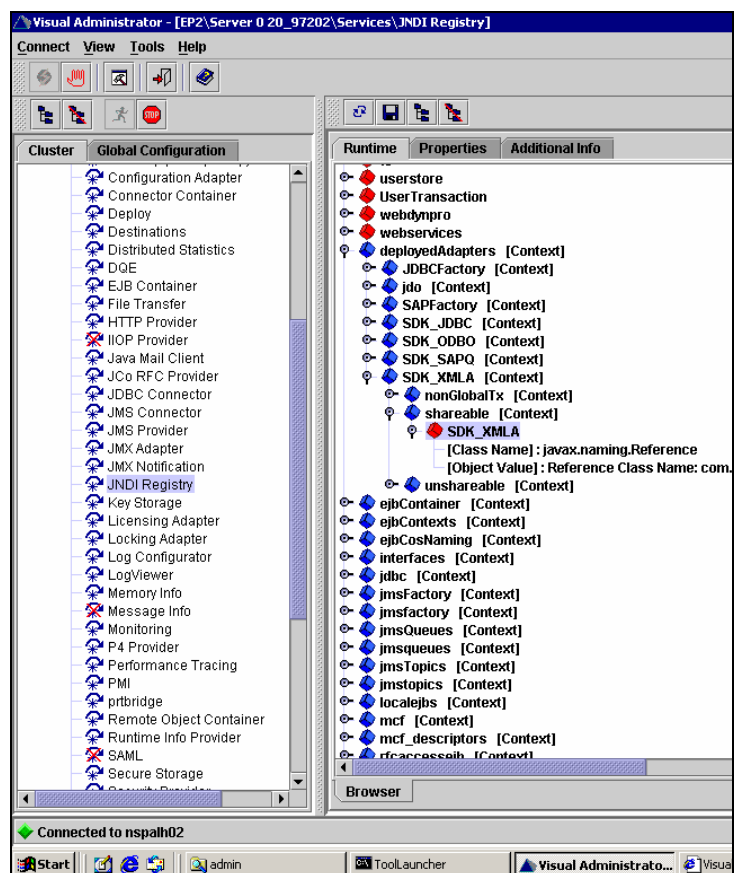 Visual Administrator - [EP2\Server 0 20_97202\Services\JNDI Registry]
Connect View Tools Help
STOP
Cluster Global Configuration
Configuration Adapter
Connector Container
Deploy
Destinations
Distributed Statistics
DQE
EJB Container
File Transfer
HTTP Provider
IIOP Provider
Java Mail Client
JCo RFC Provider
JDBC Connector
JMS Connector
JMS Provider
JMX Adapter
JMX Notification
JNDI Registry
Key Storage
Licensing Adapter
Locking Adapter
Log Configurator
LogViewer
Memory Info
Message Info
Monitoring
P4 Provider
Performance Tracing
PMI
prtbridge
Remote Object Container
Runtime Info Provider
SAML
Secure Storage
Runtime Properties Additional Info
userstore
UserTransaction
webdynpro
webservices
deployedAdapters [Context]
JDBCFactory [Context]
jdo [Context]
SAPFactory [Context]
SDK_JDBC [Context]
SDK_ODBO [Context]
SDK_SAPQ [Context]
SDK_XMLA [Context]
nonGlobalTx [Context]
shareable [Context]
SDK_XMLA
[Class Name] : javax.naming.Reference
[Object Value] : Reference Class Name: com.
unshareable [Context]
ejbContainer [Context]
ejbContexts [Context]
ejbCosNaming [Context]
interfaces [Context]
jdbc [Context]
jmsFactory [Context]
jmsfactory [Context]
jmsQueues [Context]
jmsqueues [Context]
jmsTopics [Context]
jmstopics [Context]
localejbs [Context]
mcf [Context]
mcf_descriptors [Context]
rfcaccessejb [Context]
Browser
Connected to nspalh02
Start admin ToolLauncher Visual Administrato... Visua